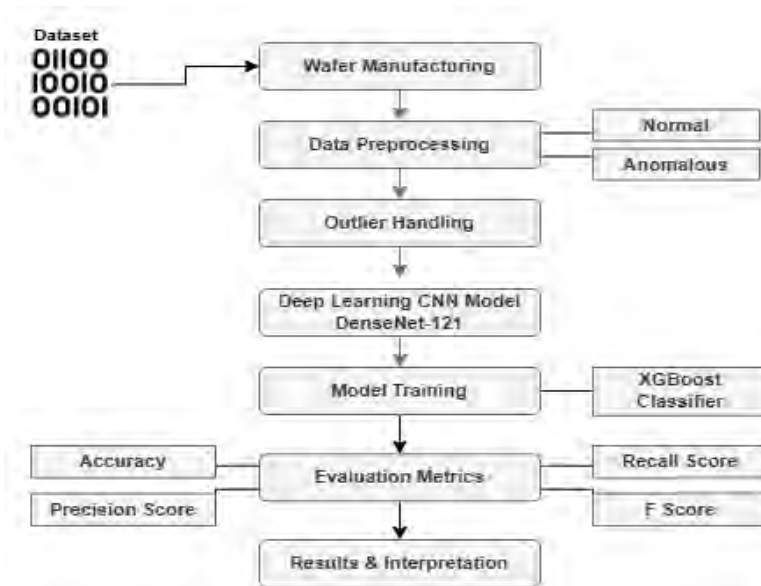 Dataset
01100
10010
00101
Wafer Manufacturing
Data Preprocessing
Normal
Anomalous
Outlier Handling
Deep Learning CNN Model
DenseNet-121
Model Training
XGBoost
Classifier
Accuracy
Precision Score
Evaluation Metrics
Recall Score
F Score
Results & Interpretation